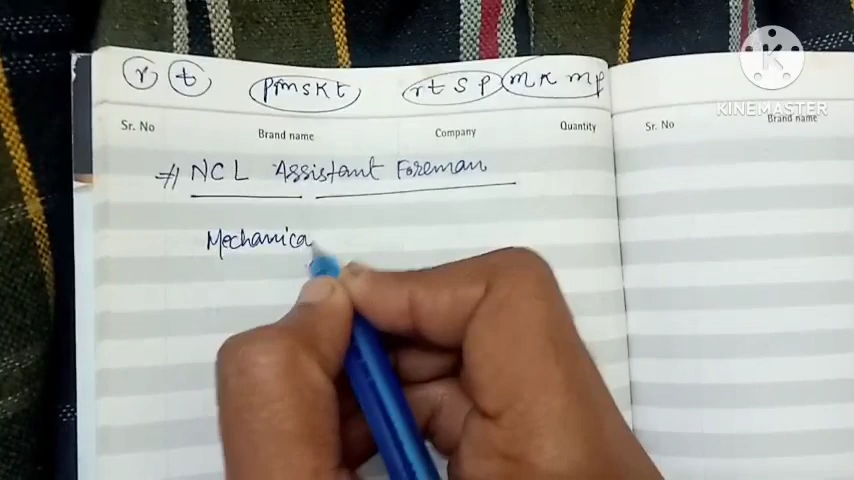 r t pmskt rtsp mkmp
K
KINEMASTER
Sr. No Brand name Company Quantity Sr. No Brand name
# NCL Assistant Foreman
Mechanica